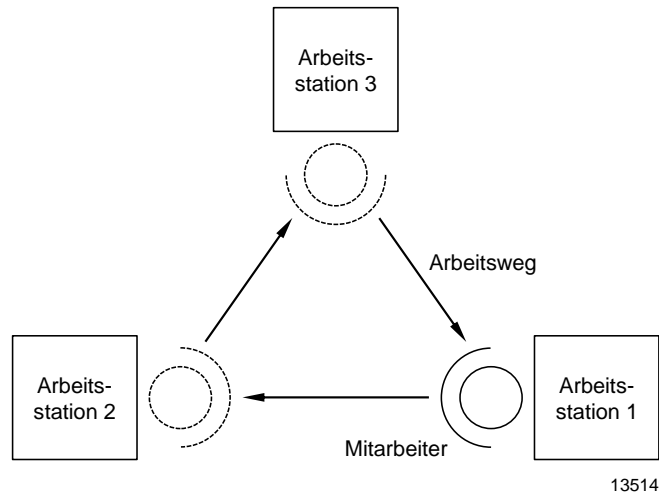 Arbeits-
station 3
Arbeitsweg
Arbeits-
station 2
Arbeits-
station 1
Mitarbeiter
13514